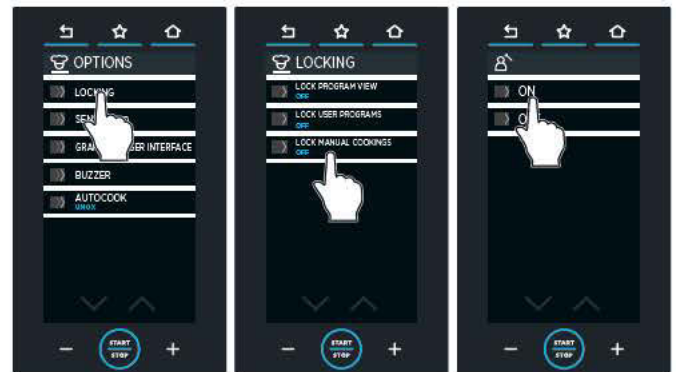 OPTIONS
LOCKING
INTERFACE
BUZZER
AUTOCOOK
UNOX
− START +
STOP
LOCKING
LOCK PROGRAM VIEW
OFF
LOCK USER PROGRAMS
OFF
LOCK MANUAL COOKINGS
OFF
− START +
STOP
ON
− START +
STOP